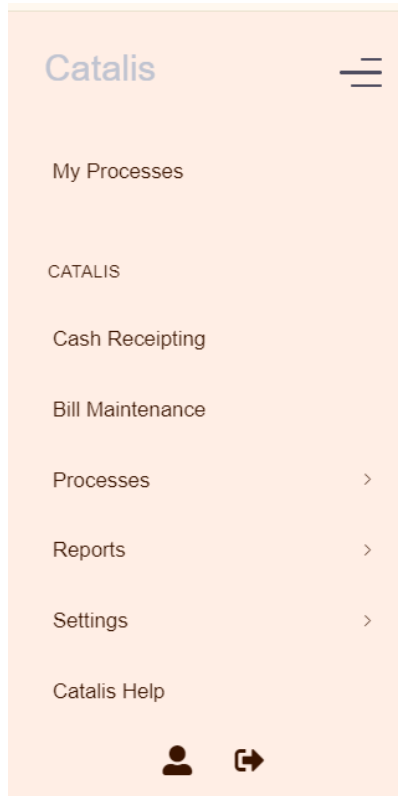 Catalis
My Processes
CATALIS
Cash Receipting
Bill Maintenance
Processes
Reports
Settings
Catalis Help